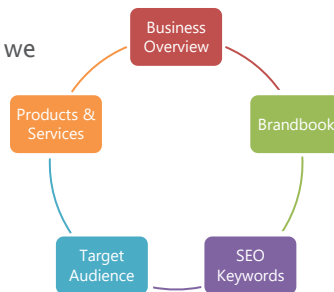 we
Business
Overview
Products &
Services
Brandbook
Target
Audience
SEO
Keywords